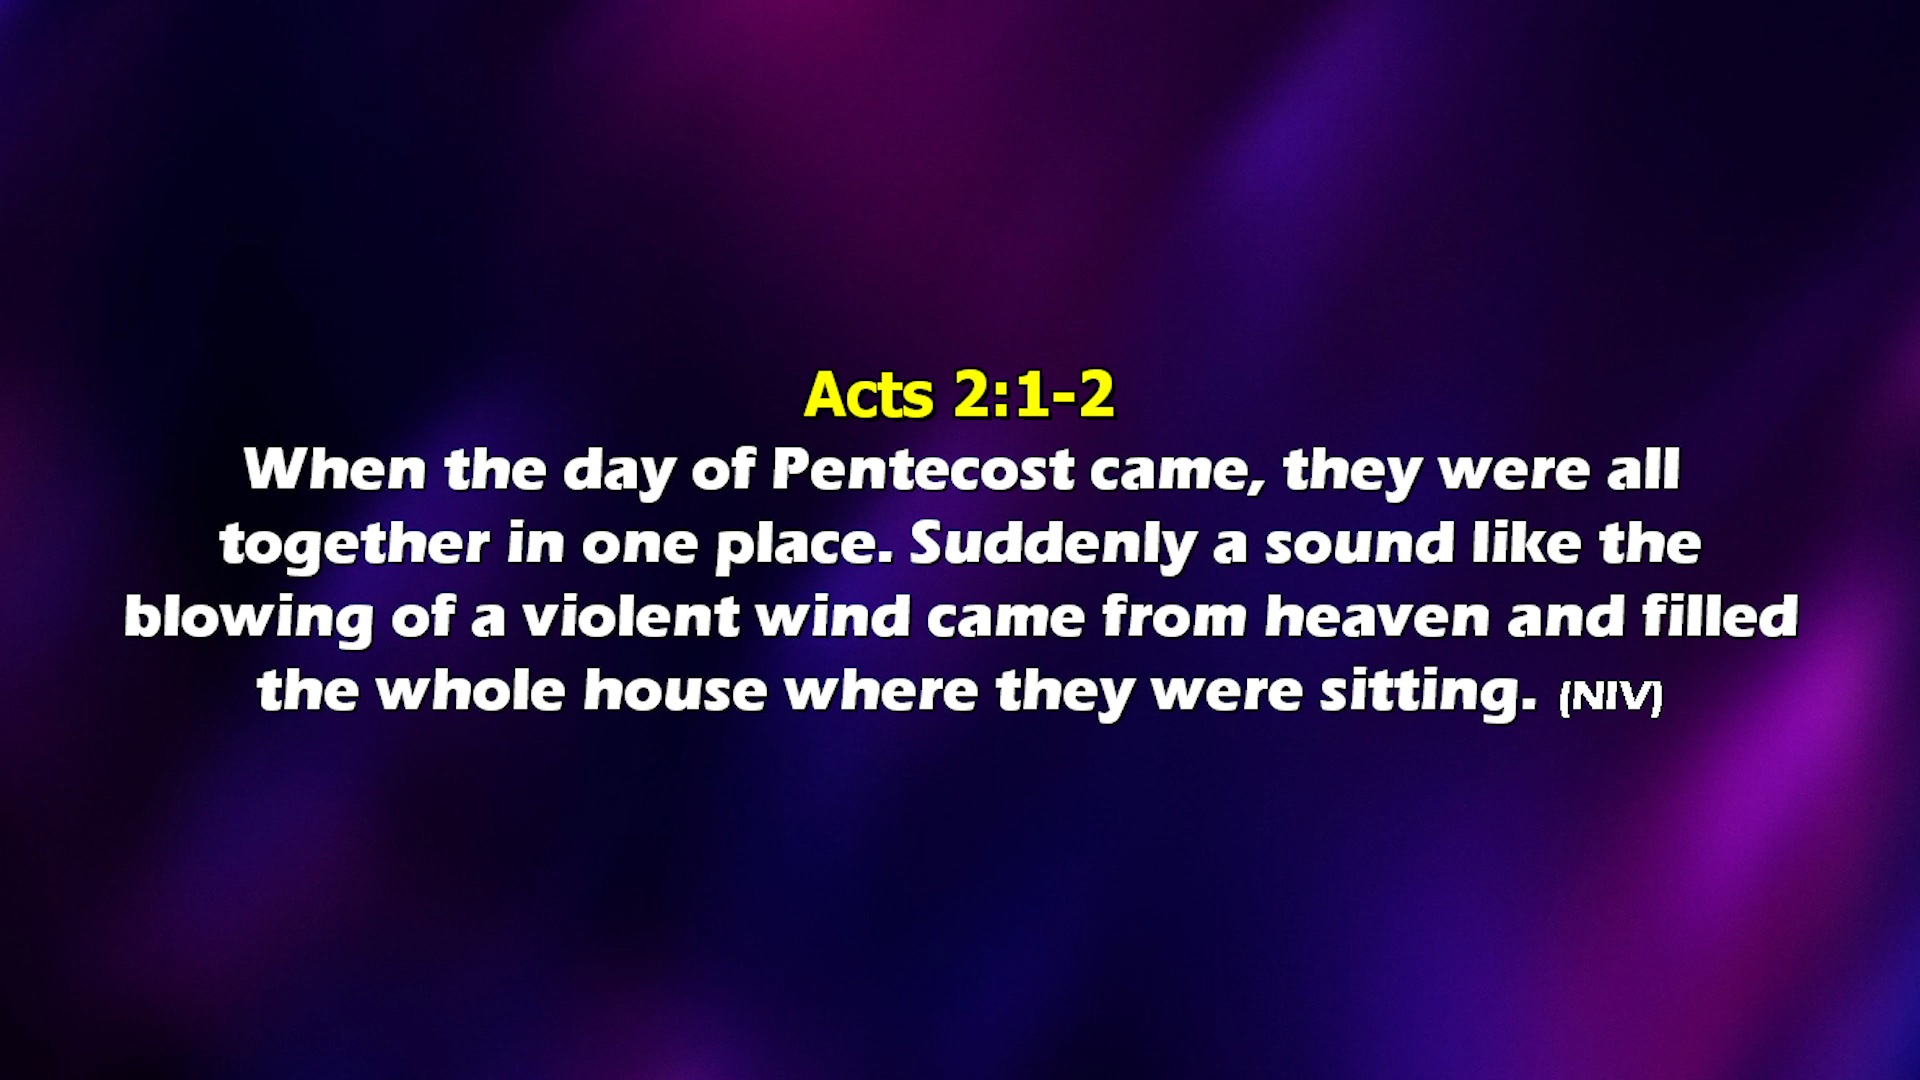 Acts 2:1-2
When the day of Pentecost came, they were all
together in one place. Suddenly a sound like the
blowing of a violent wind came from heaven and filled
the whole house where they were sitting. (NIV)